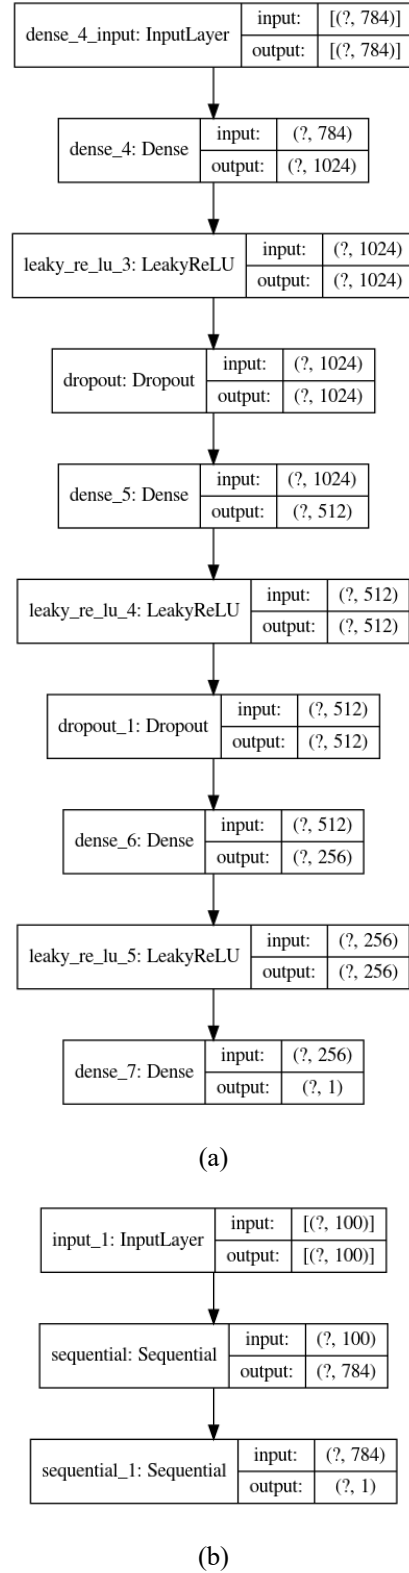 dense_4_input: InputLayer
input: [(?, 784)]
output: [(?, 784)]
dense_4: Dense
input: (?, 784)
output: (?, 1024)
leaky_re_lu_3: LeakyReLU
input: (?, 1024)
output: (?, 1024)
dropout: Dropout
input: (?, 1024)
output: (?, 1024)
dense_5: Dense
input: (?, 1024)
output: (?, 512)
leaky_re_lu_4: LeakyReLU
input: (?, 512)
output: (?, 512)
dropout_1: Dropout
input: (?, 512)
output: (?, 512)
dense_6: Dense
input: (?, 512)
output: (?, 256)
leaky_re_lu_5: LeakyReLU
input: (?, 256)
output: (?, 256)
dense_7: Dense
input: (?, 256)
output: (?, 1)
(a)
input_1: InputLayer
input: [(?, 100)]
output: [(?, 100)]
sequential: Sequential
input: (?, 100)
output: (?, 784)
sequential_1: Sequential
input: (?, 784)
output: (?, 1)
(b)